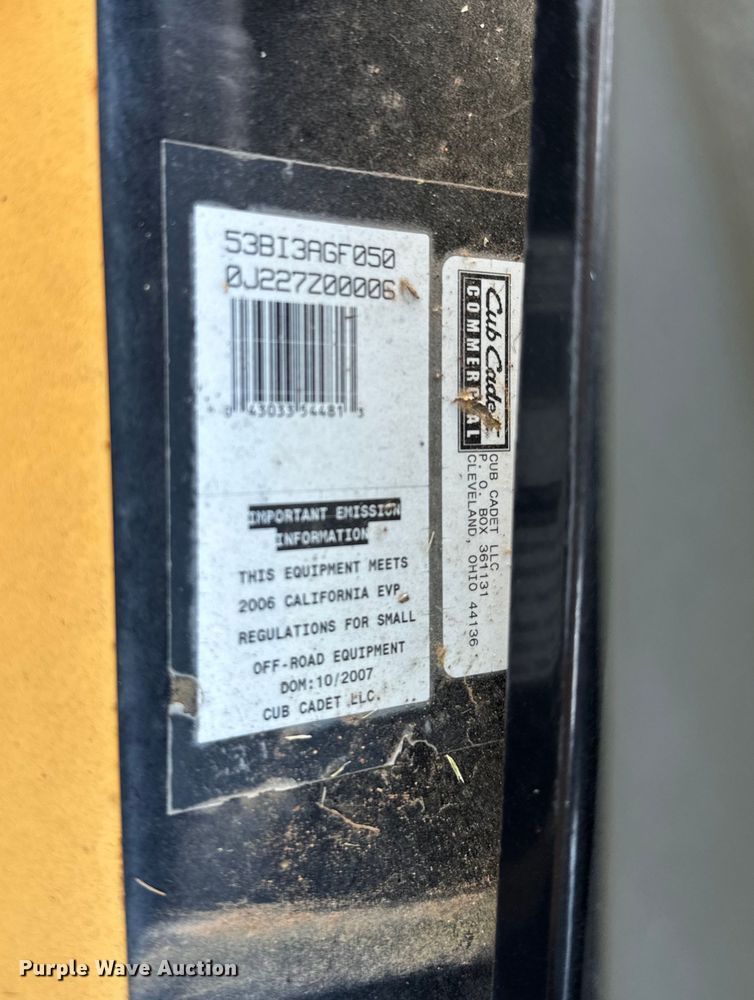 53BI3AGF050
0J227Z00006
0 43033 54481 3
IMPORTANT EMISSION
INFORMATION
THIS EQUIPMENT MEETS
2006 CALIFORNIA EVP
REGULATIONS FOR SMALL
OFF-ROAD EQUIPMENT
DOM:10/2007
CUB CADET LLC.
Cub Cadet
COMMERCIAL
CUB CADET LLC
P. O. BOX 361131
CLEVELAND, OHIO 44136
Purple Wave Auction